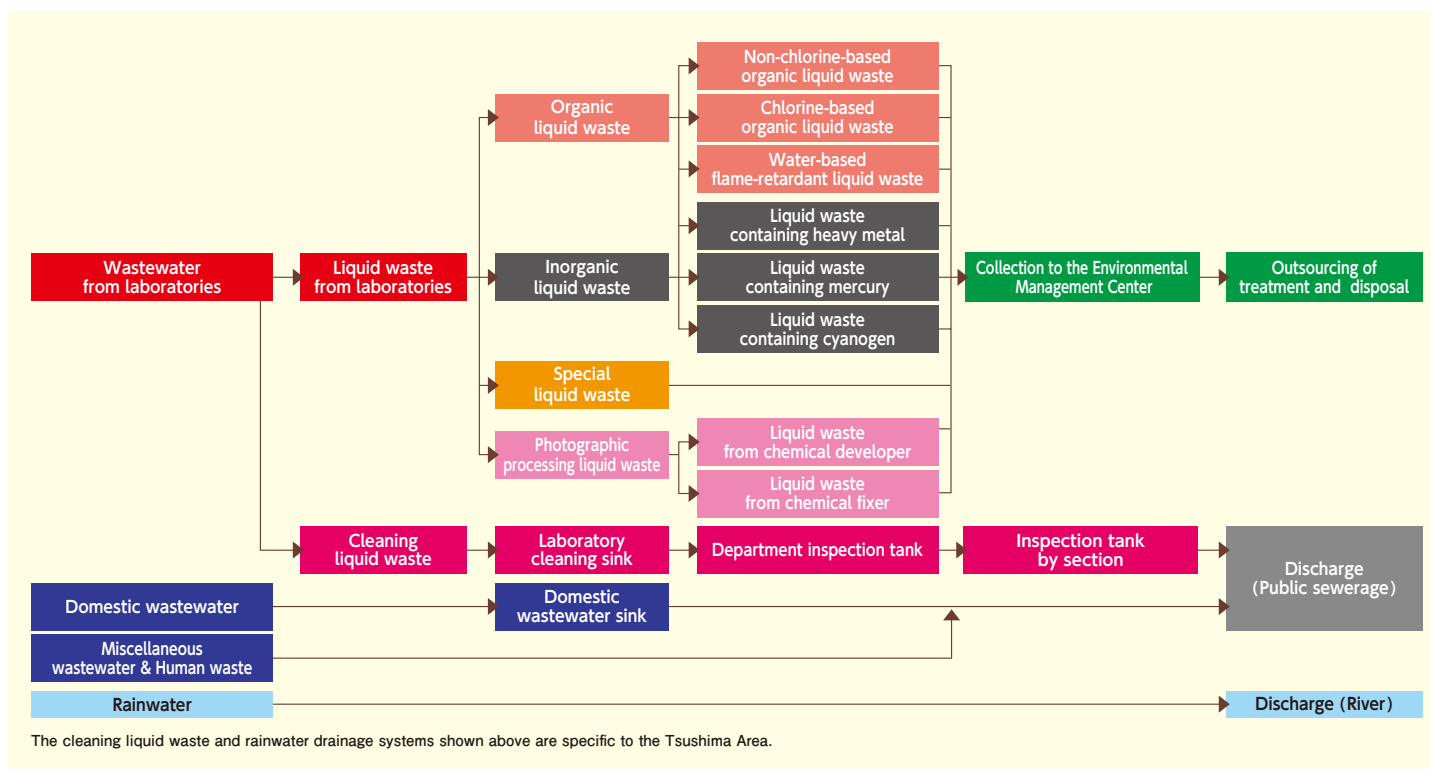 Non-chlorine-based
organic liquid waste
Organic
liquid waste
Chlorine-based
organic liquid waste
Water-based
flame-retardant liquid waste
Liquid waste
containing heavy metal
Wastewater
from laboratories
Liquid waste
from laboratories
Inorganic
liquid waste
Liquid waste
containing mercury
Collection to the Environmental
Management Center
Outsourcing of
treatment and disposal
Liquid waste
containing cyanogen
Special
liquid waste
Photographic
processing liquid waste
Liquid waste
from chemical developer
Liquid waste
from chemical fixer
Cleaning
liquid waste
Laboratory
cleaning sink
Department inspection tank
Inspection tank
by section
Discharge
(Public sewerage)
Domestic wastewater
Domestic
wastewater sink
Miscellaneous
wastewater & Human waste
Rainwater
Discharge (River)
The cleaning liquid waste and rainwater drainage systems shown above are specific to the Tsushima Area.